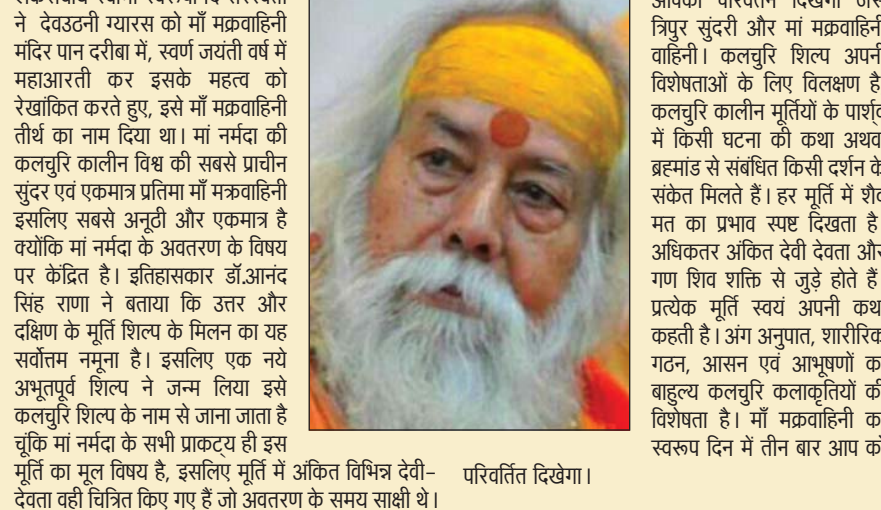 ने देवउठनी ग्यारस को माँ मक्रवाहिनी
मंदिर पान दरीबा में, स्वर्ण जयंती वर्ष में
महाआरती कर इसके महत्व को
रेखांकित करते हुए, इसे माँ मक्रवाहिनी
तीर्थ का नाम दिया था। मां नर्मदा की
कलचुरि कालीन विश्व की सबसे प्राचीन
सुंदर एवं एकमात्र प्रतिमा माँ मक्रवाहिनी
इसलिए सबसे अनूठी और एकमात्र है
क्योंकि मां नर्मदा के अवतरण के विषय
पर केंद्रित है। इतिहासकार डॉ.आनंद
सिंह राणा ने बताया कि उत्तर और
दक्षिण के मूर्ति शिल्प के मिलन का यह
सर्वोत्तम नमूना है। इसलिए एक नये
अभूतपूर्व शिल्प ने जन्म लिया इसे
कलचुरि शिल्प के नाम से जाना जाता है
चूंकि मां नर्मदा के सभी प्राकट्य ही इस
मूर्ति का मूल विषय है, इसलिए मूर्ति में अंकित विभिन्न देवी-
देवता वही चित्रित किए गए हैं जो अवतरण के समय साक्षी थे।
त्रिपुर सुंदरी और मां मक्रवाहिनी
वाहिनी। कलचुरि शिल्प अपनी
विशेषताओं के लिए विलक्षण है
कलचुरि कालीन मूर्तियों के पार्श्व
में किसी घटना की कथा अथवा
ब्रह्मांड से संबंधित किसी दर्शन के
संकेत मिलते हैं। हर मूर्ति में शैव
मत का प्रभाव स्पष्ट दिखता है
अधिकतर अंकित देवी देवता और
गण शिव शक्ति से जुड़े होते हैं
प्रत्येक मूर्ति स्वयं अपनी कथा
कहती है। अंग अनुपात, शारीरिक
गठन, आसन एवं आभूषणों का
बाहुल्य कलचुरि कलाकृतियों की
विशेषता है। माँ मक्रवाहिनी का
स्वरूप दिन में तीन बार आप को
परिवर्तित दिखेगा।